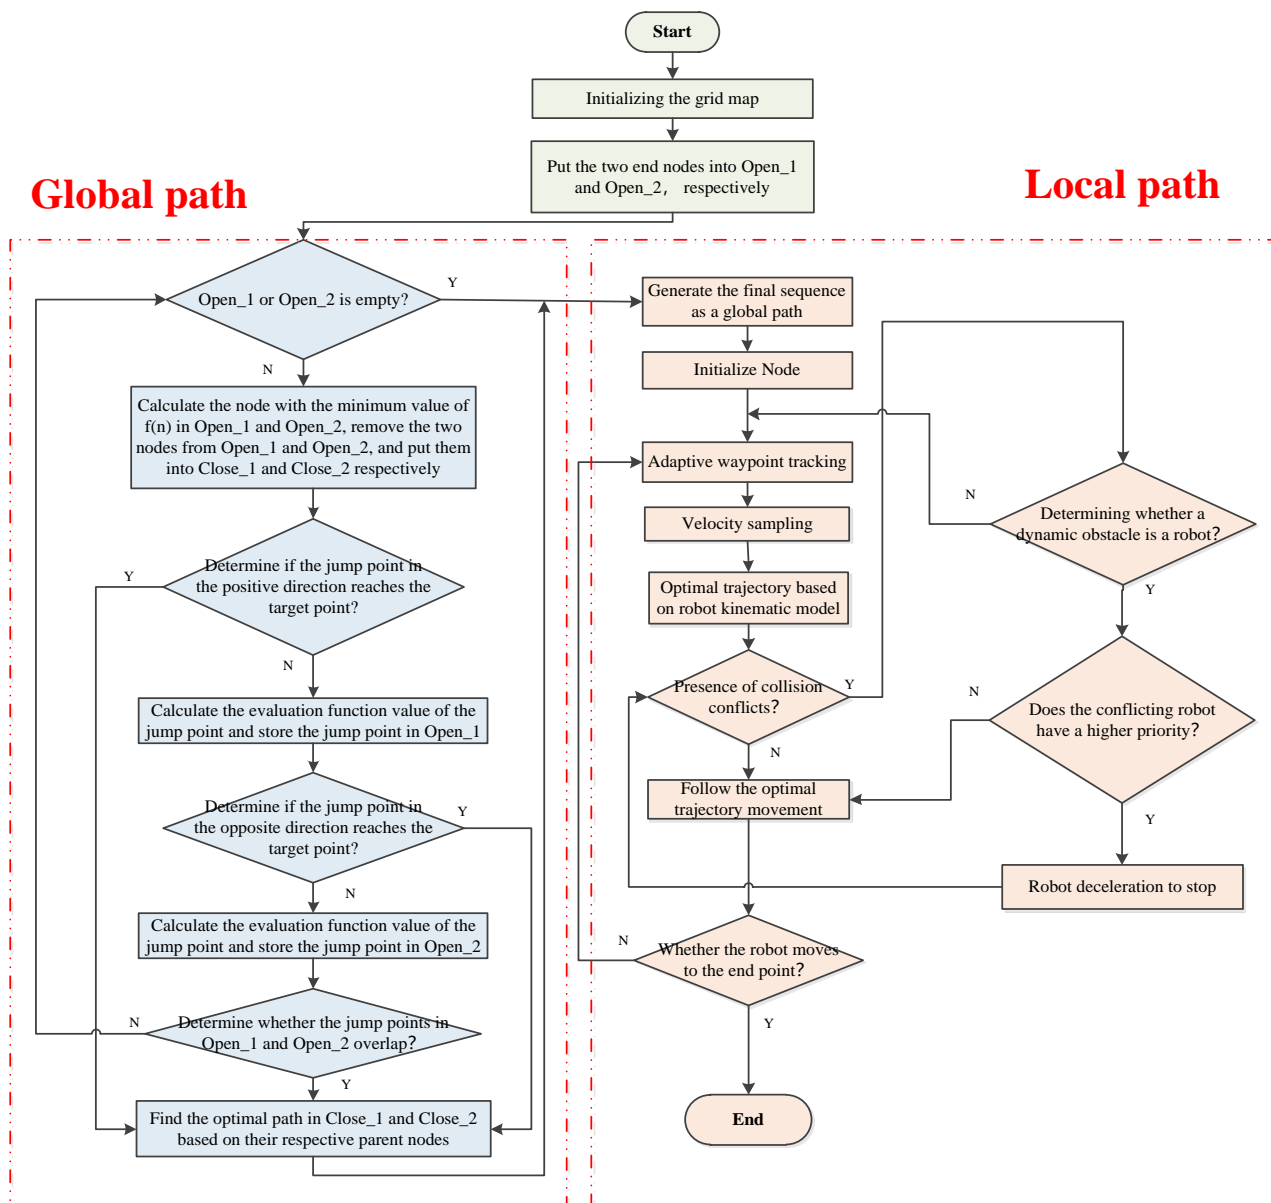 Start
Initializing the grid map
Put the two end nodes into Open_1
and Open_2, respectively
Global path
Local path
Open_1 or Open_2 is empty?
Y
N
Calculate the node with the minimum value of
f(n) in Open_1 and Open_2, remove the two
nodes from Open_1 and Open_2, and put them
into Close_1 and Close_2 respectively
Determine if the jump point in
the positive direction reaches the
target point?
Y
N
Calculate the evaluation function value of the
jump point and store the jump point in Open_1
Determine if the jump point in
the opposite direction reaches the
target point?
Y
N
Calculate the evaluation function value of the
jump point and store the jump point in Open_2
Determine whether the jump points in
Open_1 and Open_2 overlap?
N
Y
Find the optimal path in Close_1 and Close_2
based on their respective parent nodes
Generate the final sequence
as a global path
Initialize Node
Adaptive waypoint tracking
Velocity sampling
Optimal trajectory based
on robot kinematic model
Presence of collision
conflicts?
Y
N
Follow the optimal
trajectory movement
Whether the robot moves
to the end point?
N
Y
End
Determining whether a
dynamic obstacle is a robot?
N
Y
Does the conflicting robot
have a higher priority?
N
Y
Robot deceleration to stop